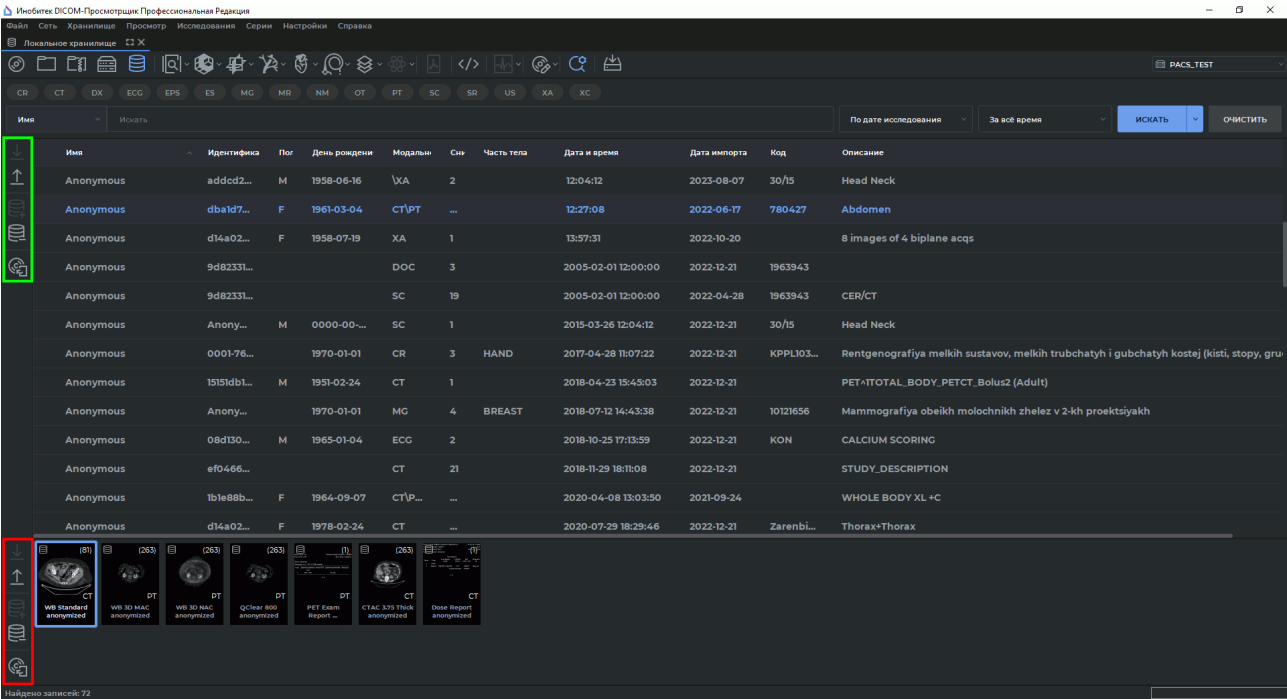 Инобитек DICOM-Просмотрщик Профессиональная Редакция
Файл Сеть Хранилище Просмотр Исследования Серии Настройки Справка
Локальное хранилище
PACS_TEST
CR CT DX ECG EPS ES MG MR NM OT PT SC SR US XA XC
Имя Искать По дате исследования За всё время ИСКАТЬ ОЧИСТИТЬ
Имя Идентифика Пол День рождени Модальн Сни Часть тела Дата и время Дата импорта Код Описание
Anonymous addcd2... M 1958-06-16 \XA 2 12:04:12 2023-08-07 30/15 Head Neck
Anonymous dba1d7... F 1961-03-04 CT\PT ... 12:27:08 2022-06-17 780427 Abdomen
Anonymous d14a02... F 1958-07-19 XA 1 13:57:31 2022-10-20 8 images of 4 biplane acqs
Anonymous 9d82331... DOC 3 2005-02-01 12:00:00 2022-12-21 1963943
Anonymous 9d82331... SC 19 2005-02-01 12:00:00 2022-04-28 1963943 CER/CT
Anonymous Anony... M 0000-00-... SC 1 2015-03-26 12:04:12 2022-12-21 30/15 Head Neck
Anonymous 0001-76... 1970-01-01 CR 3 HAND 2017-04-28 11:07:22 2022-12-21 KPPL103... Rentgenografiya melkih sustavov, melkih trubchatyh i gubchatyh kostej (kisti, stopy, gru
Anonymous 15151db1... M 1951-02-24 CT 1 2018-04-23 15:45:03 2022-12-21 PET^1TOTAL_BODY_PETCT_Bolus2 (Adult)
Anonymous Anony... 1970-01-01 MG 4 BREAST 2018-07-12 14:43:38 2022-12-21 10121656 Mammografiya obeikh molochnikh zhelez v 2-kh proektsiyakh
Anonymous 08d130... M 1965-01-04 ECG 2 2018-10-25 17:13:59 2022-12-21 KON CALCIUM SCORING
Anonymous ef0466... CT 21 2018-11-29 18:11:08 2022-12-21 STUDY_DESCRIPTION
Anonymous 1b1e88b... F 1964-09-07 CT\P... ... 2020-04-08 13:03:50 2021-09-24 WHOLE BODY XL +C
Anonymous d14a02... F 1978-02-24 CT ... 2020-07-29 18:29:46 2022-12-21 Zarenbi... Thorax+Thorax
(81) (263) (263) (263) (1) (263) (1)
CT PT PT PT PT CT CT
WB Standard WB 3D MAC WB 3D NAC QClear 800 PET Exam CTAC 3.75 Thick Dose Report
anonymized anonymized anonymized anonymized Report ... anonymized anonymized
Найдено записей: 72